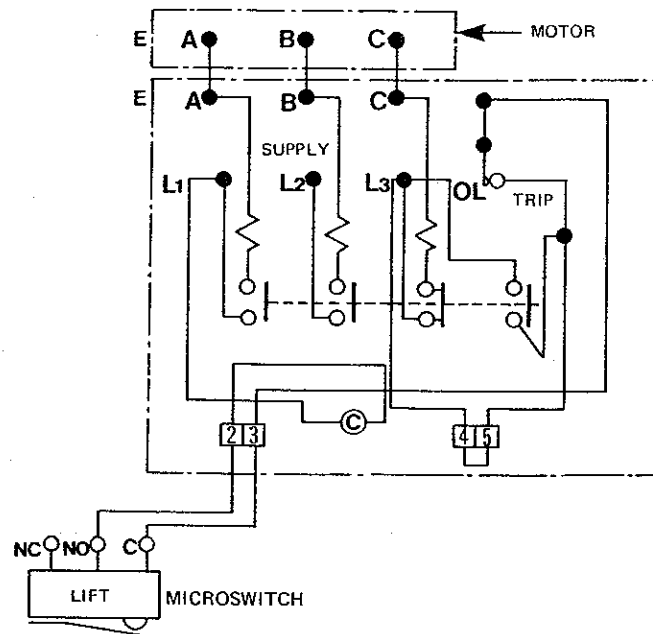 E A B C MOTOR
E A B C
SUPPLY
L1 L2 L3 OL TRIP
C
2 3 4 5
NC NO C
LIFT MICROSWITCH